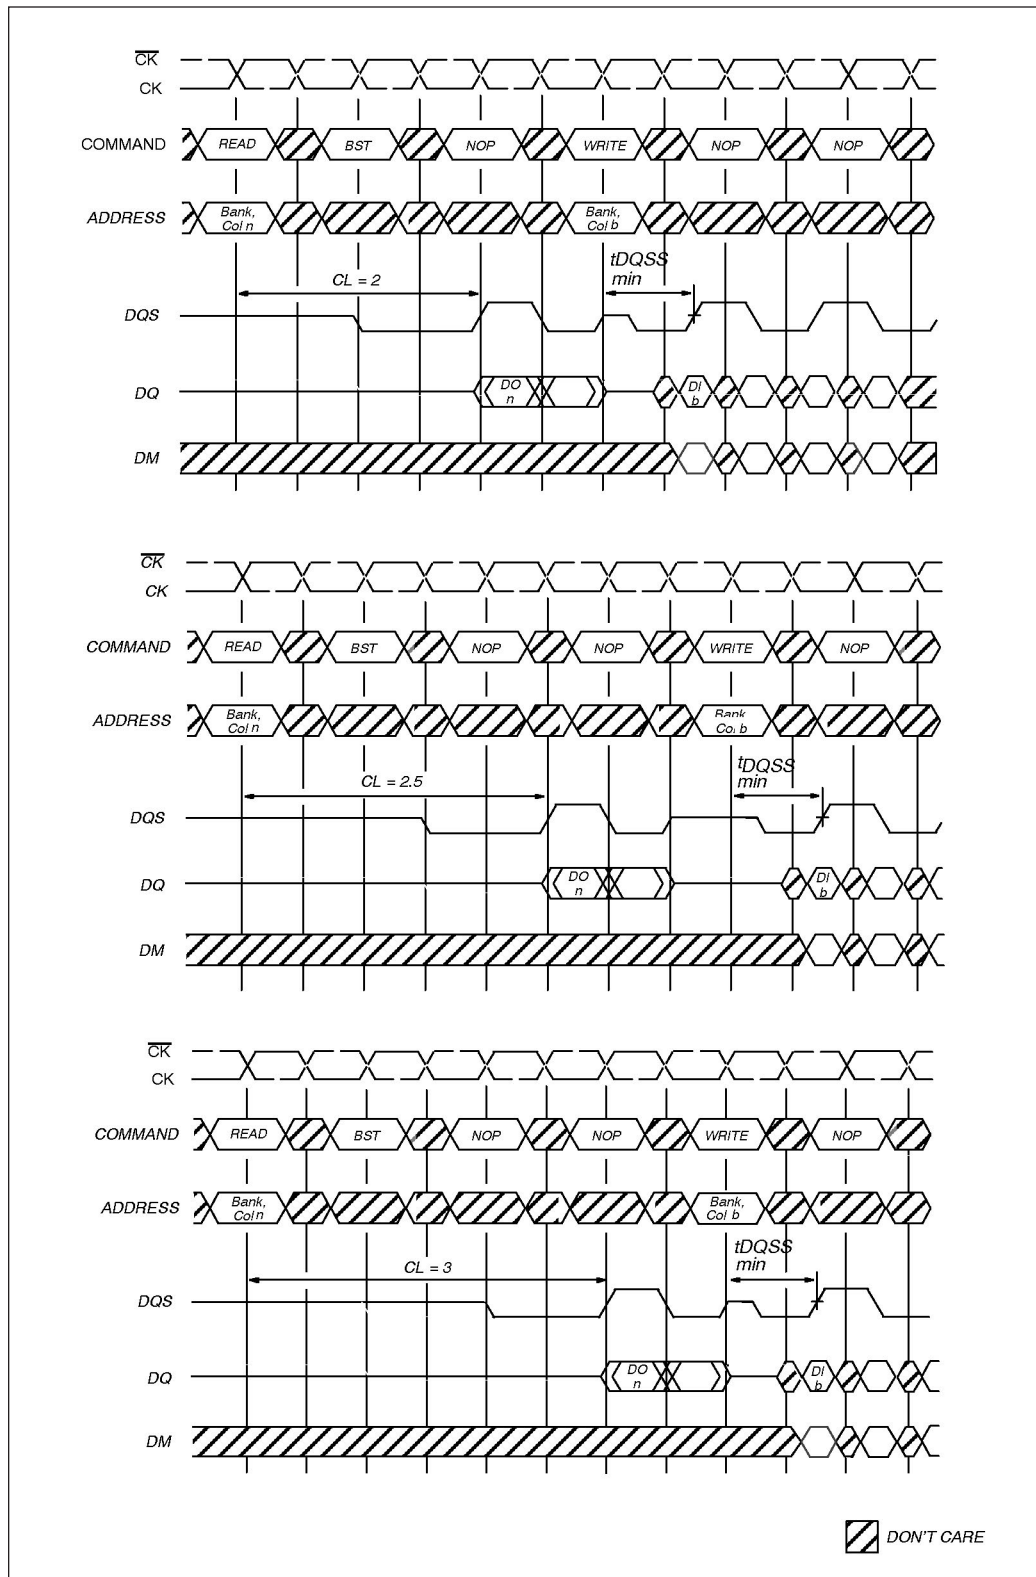 CK
CK
COMMAND READ BST NOP WRITE NOP NOP
ADDRESS Bank, Col n Bank, Col b
CL = 2
tDQSS min
DQS
DQ DO n DI b
DM
CK
CK
COMMAND READ BST NOP NOP WRITE NOP
ADDRESS Bank, Col n Bank Col b
CL = 2.5
tDQSS min
DQS
DQ DO n DI b
DM
CK
CK
COMMAND READ BST NOP NOP WRITE NOP
ADDRESS Bank, Col n Bank, Col b
CL = 3
tDQSS min
DQS
DQ DO n DI b
DM
DON'T CARE